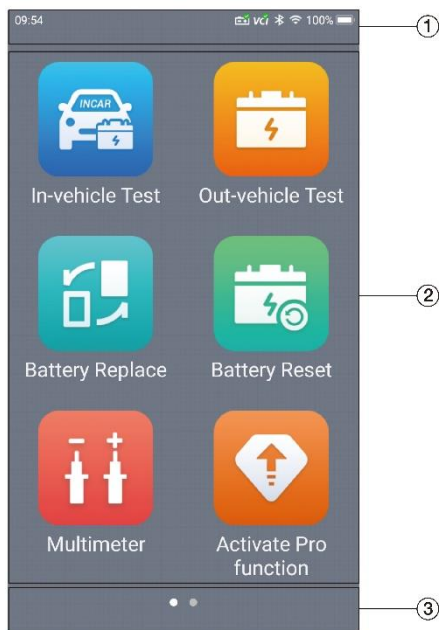 09:54 VCI 100%
1
INCAR
In-vehicle Test Out-vehicle Test
2
Battery Replace Battery Reset
Multimeter Activate Pro
function
3